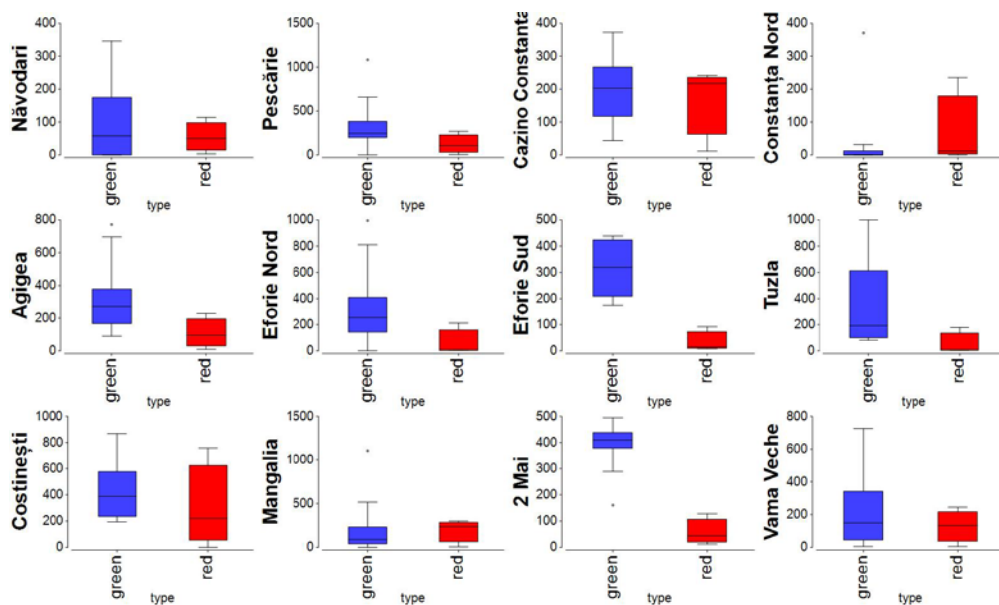 Năvodari
400
300
200
100
0
green
red
type
Pescărie
1500
1000
500
0
green
red
type
Cazino Constanta
400
300
200
100
0
green
red
type
Constanța Nord
400
300
200
100
0
green
red
type
Agigea
800
600
400
200
0
green
red
type
Eforie Nord
1000
800
600
400
200
0
green
red
type
Eforie Sud
500
400
300
200
100
0
green
red
type
Tuzla
1000
800
600
400
200
0
green
red
type
Costinești
1000
800
600
400
200
0
green
red
type
Mangalia
1500
1000
500
0
green
red
type
2 Mai
500
400
300
200
100
0
green
red
type
Vama Veche
800
600
400
200
0
green
red
type